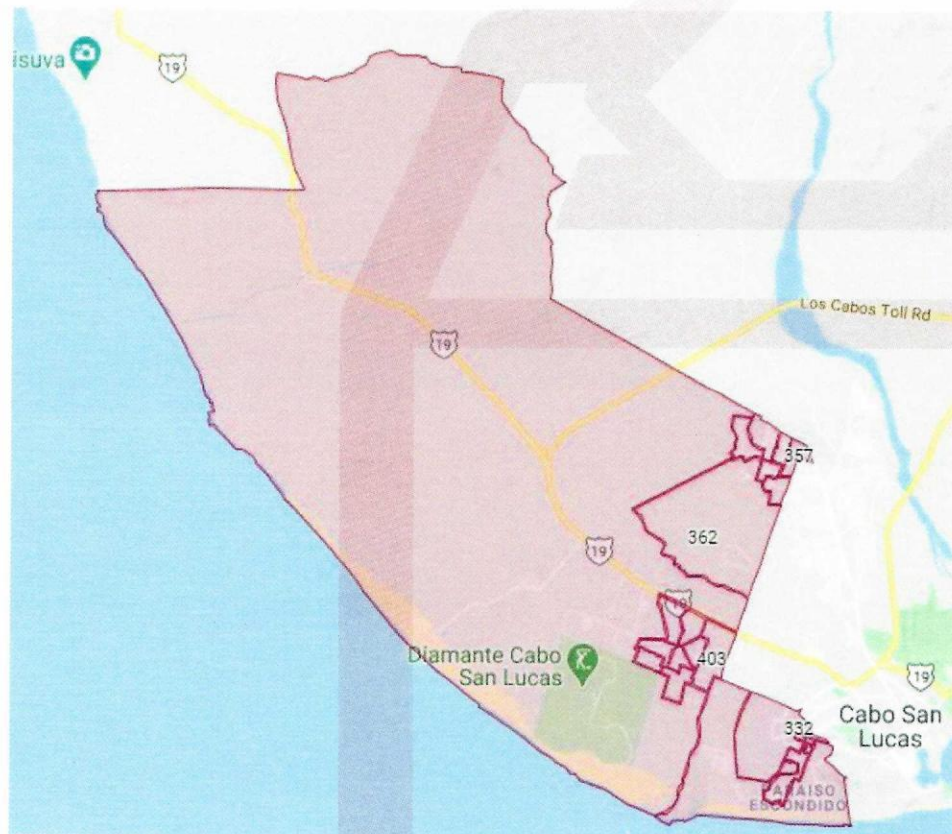 isuva
19
Los Cabos Toll Rd
19
357
362
19
19
Diamante Cabo
San Lucas
403
19
332
Cabo San
Lucas
PARAISO
ESCONDIDO